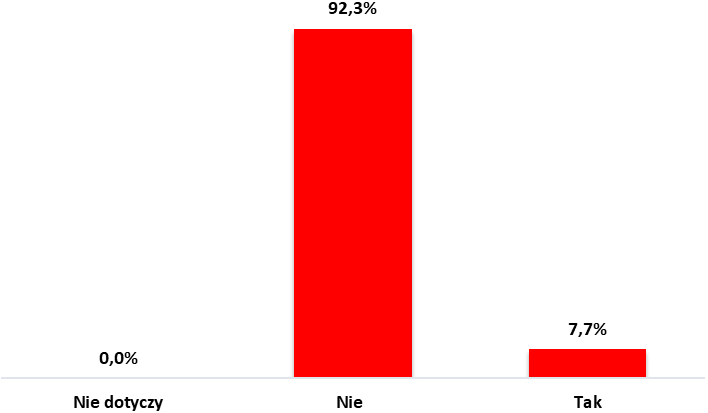 92,3%
7,7%
0,0%
Nie dotyczy
Nie
Tak